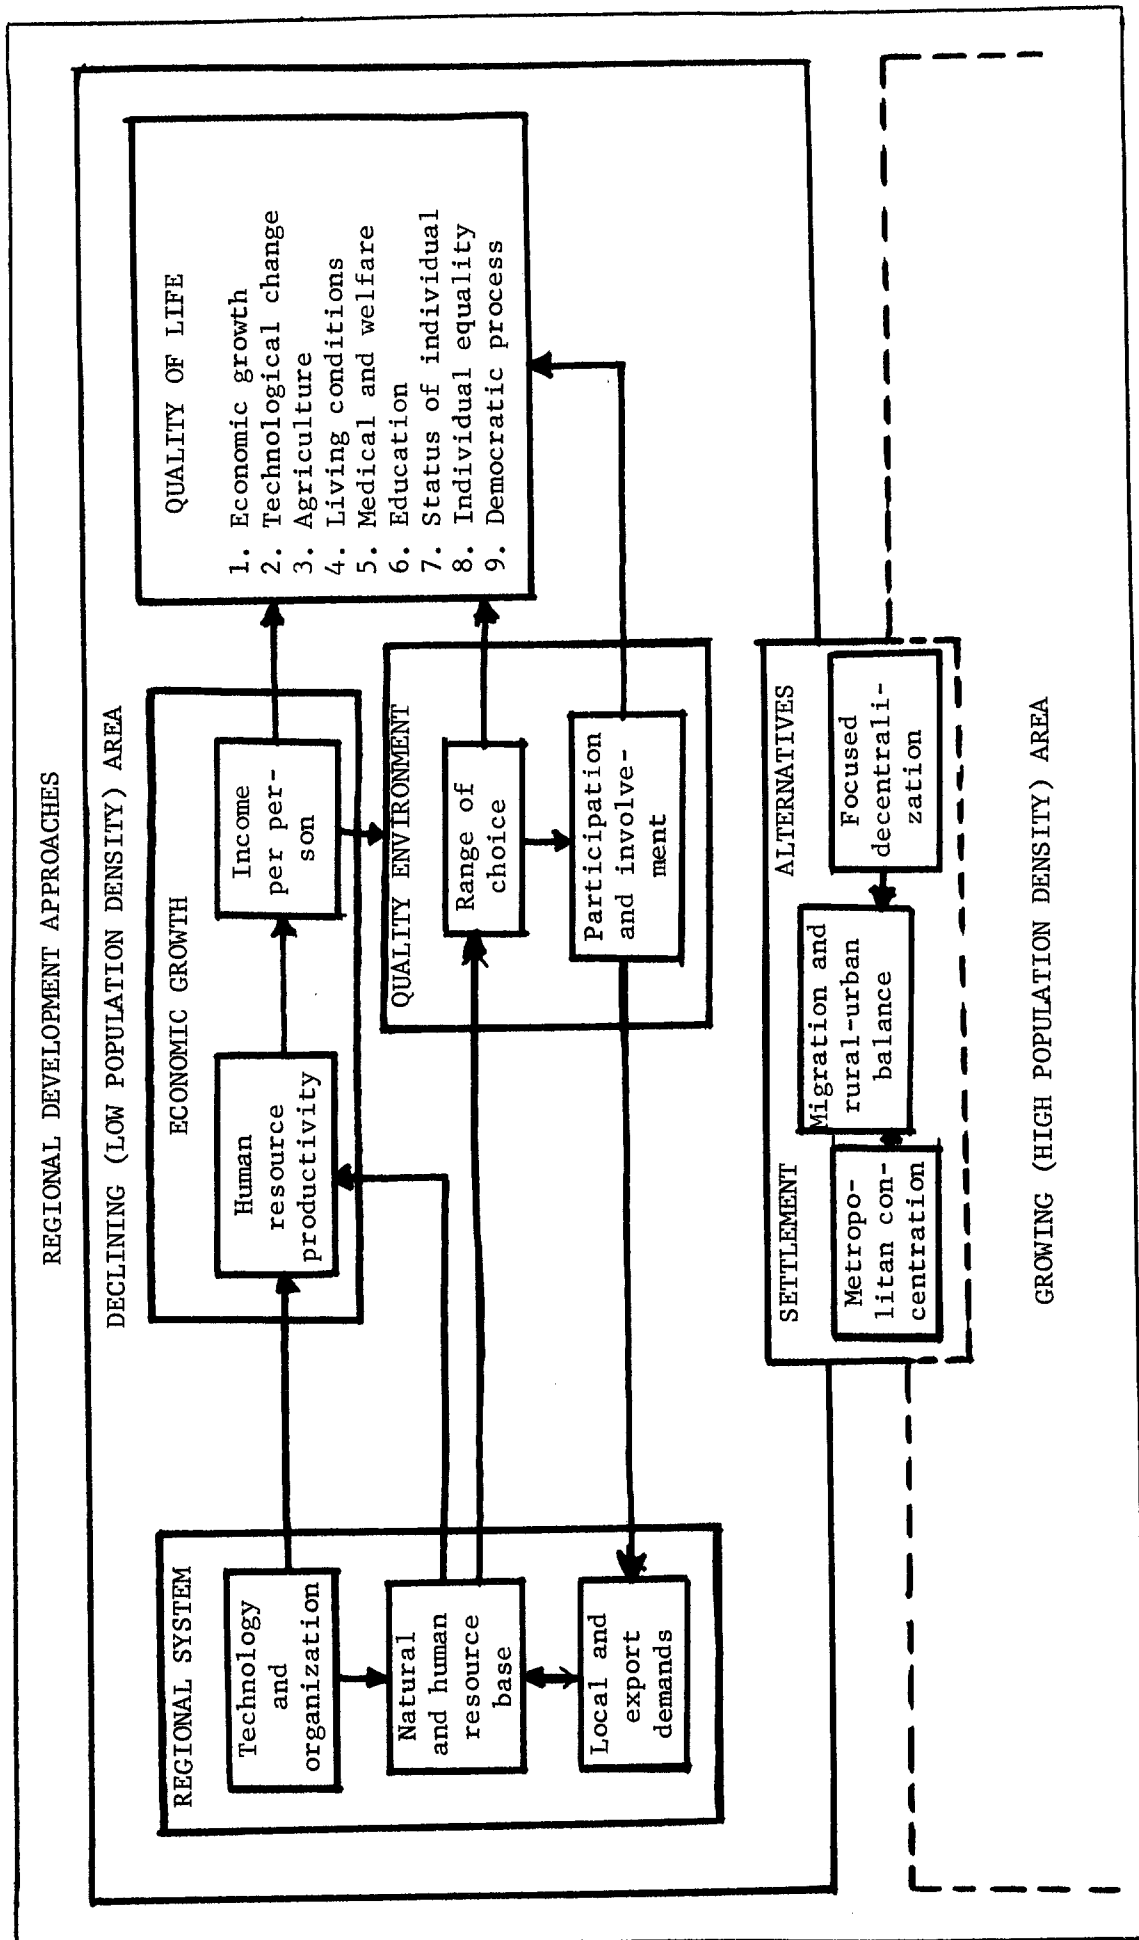 REGIONAL DEVELOPMENT APPROACHES
DECLINING (LOW POPULATION DENSITY) AREA
REGIONAL SYSTEM
Technology
and
organization
Natural
and human
resource
base
Local and
export
demands
ECONOMIC GROWTH
Human
resource
productivity
Income
per per-
son
QUALITY ENVIRONMENT
Range of
choice
Participation
and involve-
ment
QUALITY OF LIFE
1. Economic growth
2. Technological change
3. Agriculture
4. Living conditions
5. Medical and welfare
6. Education
7. Status of individual
8. Individual equality
9. Democratic process
SETTLEMENT ALTERNATIVES
Metropo-
litan con-
centration
Migration and
rural-urban
balance
Focused
decentrali-
zation
GROWING (HIGH POPULATION DENSITY) AREA